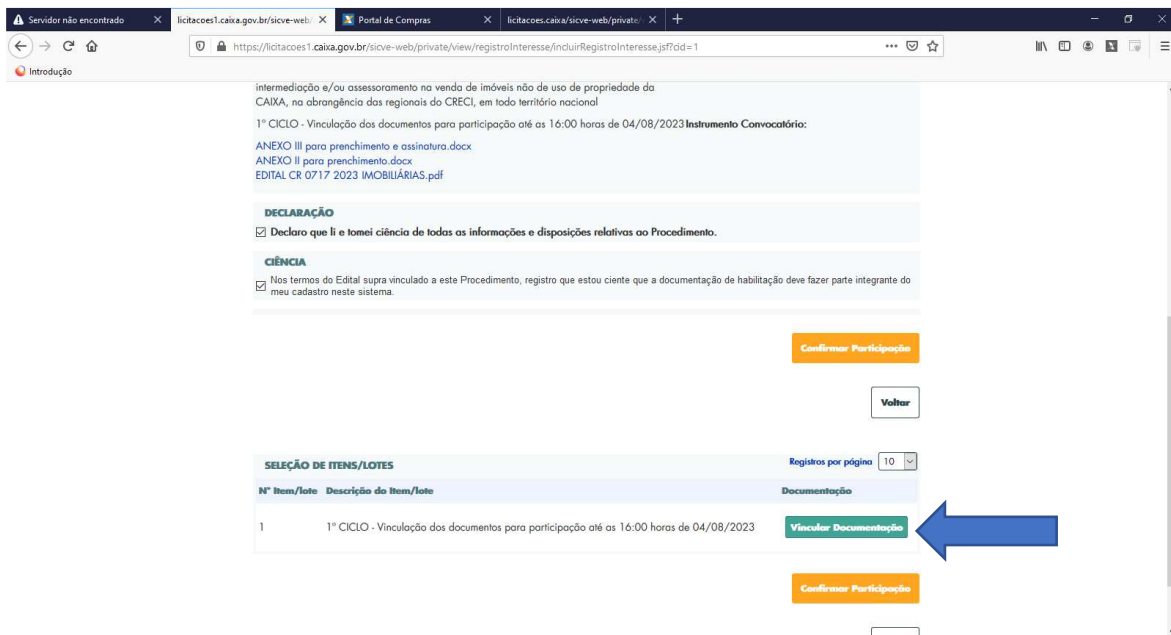 Servidor não encontrado
licitacoes1.caixa.gov.br/sicve-web/
Portal de Compras
licitacoes.caixa/sicve-web/private/
https://licitacoes1.caixa.gov.br/sicve-web/private/view/registroInteresse/incluirRegistroInteresse.jsf?cid=1
Introdução
intermediação e/ou assessoramento na venda de imóveis não de uso de propriedade da
CAIXA, na abrangência das regionais do CRECI, em todo território nacional
1º CICLO - Vinculação dos documentos para participação até as 16:00 horas de 04/08/2023 Instrumento Convocatório:
ANEXO III para prenchimento e assinatura.docx
ANEXO II para prenchimento.docx
EDITAL CR 0717 2023 IMOBILIÁRIAS.pdf
DECLARAÇÃO
Declaro que li e tomei ciência de todas as informações e disposições relativas ao Procedimento.
CIÊNCIA
Nos termos do Edital supra vinculado a este Procedimento, registro que estou ciente que a documentação de habilitação deve fazer parte integrante do
meu cadastro neste sistema.
Confirmar Participação
Voltar
SELEÇÃO DE ITENS/LOTES
Registros por página 10
N° Item/lote Descrição do Item/lote Documentação
1 1º CICLO - Vinculação dos documentos para participação até as 16:00 horas de 04/08/2023 Vincular Documentação
Confirmar Participação